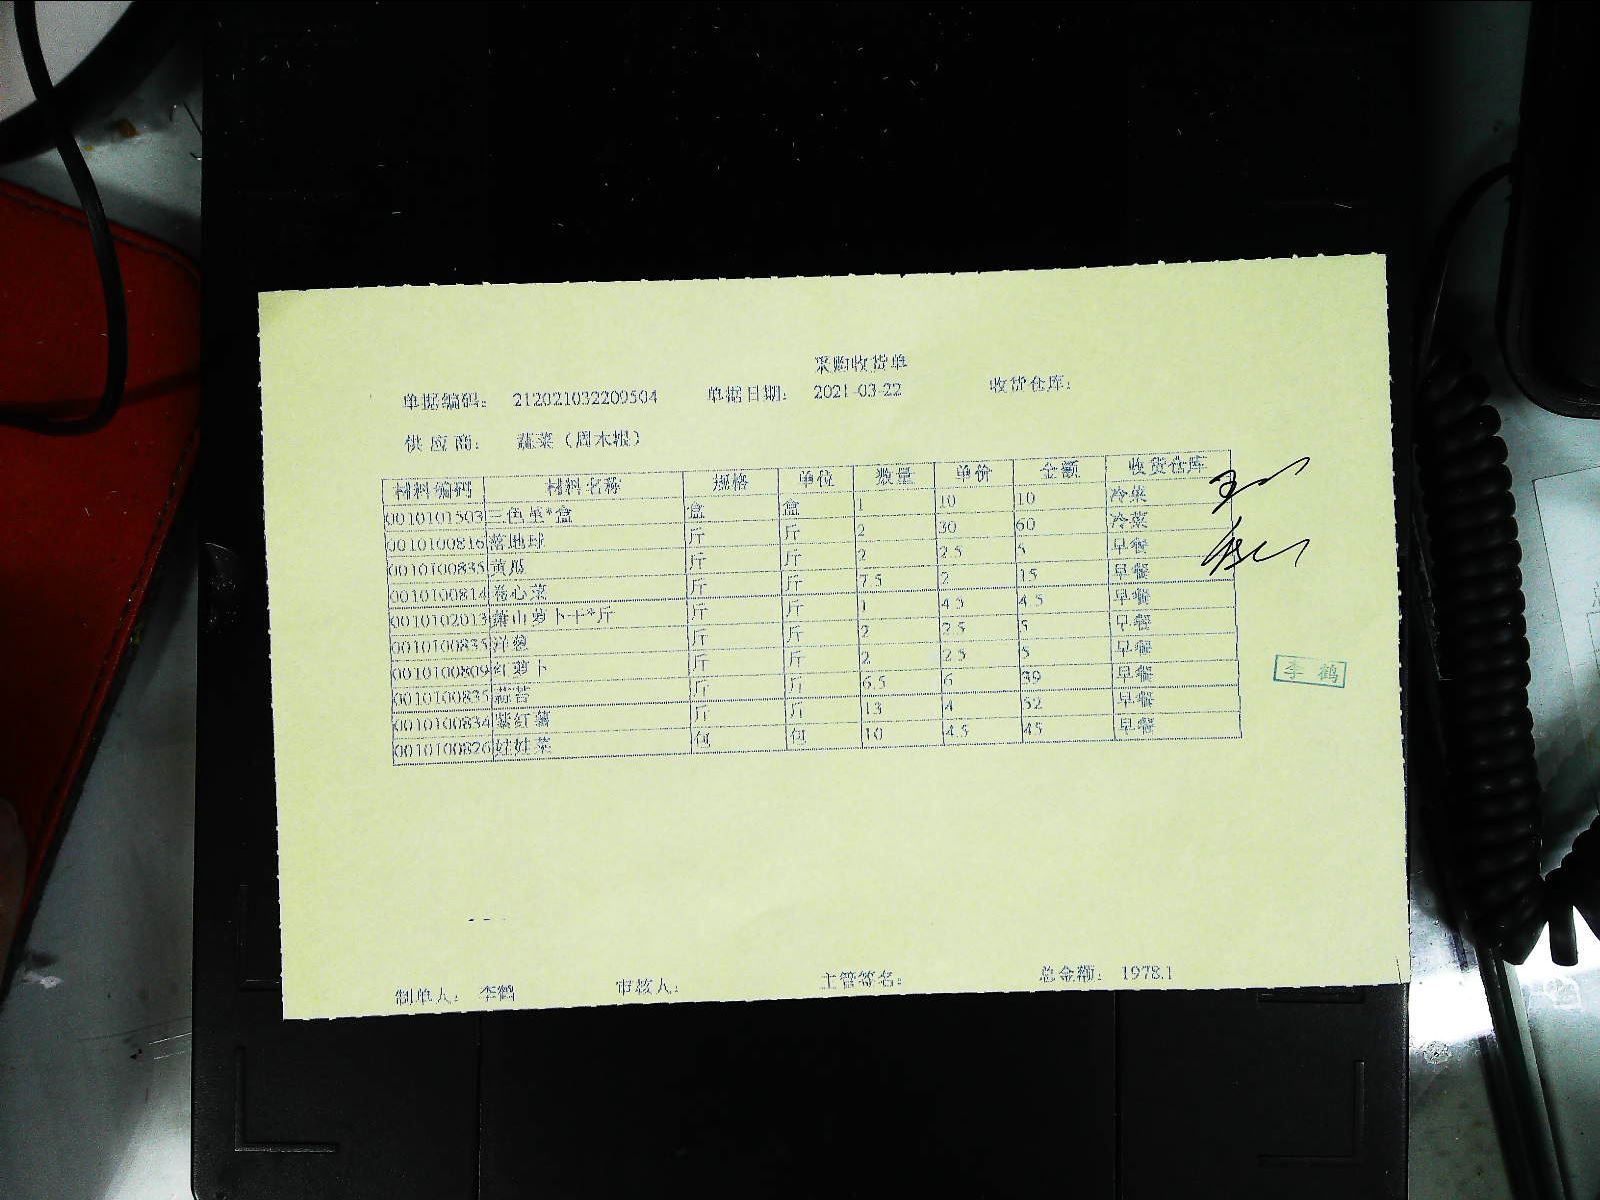 采购收货单
单据编码: 212021032209504 单据日期: 2021-03-22 收货仓库:
供应商: 蔬菜(周木根)
材料编码 材料名称 规格 单位 数量 单价 金额 收货仓库
0010101503 三色堇*盒 盒 盒 1 10 10 冷菜
0010100816 落地球 斤 斤 2 30 60 冷菜
0010100835 黄瓜 斤 斤 2 2.5 5 早餐
0010100814 卷心菜 斤 斤 7.5 2 15 早餐
0010102013 萧山萝卜干*斤 斤 斤 1 4.5 4.5 早餐
0010100835 洋葱 斤 斤 2 2.5 5 早餐
0010100809 红萝卜 斤 斤 2 2.5 5 早餐
0010100835 蒜苔 斤 斤 6.5 6 39 早餐
0010100834 紫红薯 斤 斤 13 4 52 早餐
0010100826 娃娃菜 包 包 10 4.5 45 早餐
李鹤
制单人: 李鹤 审核人: 主管签名: 总金额: 1978.1